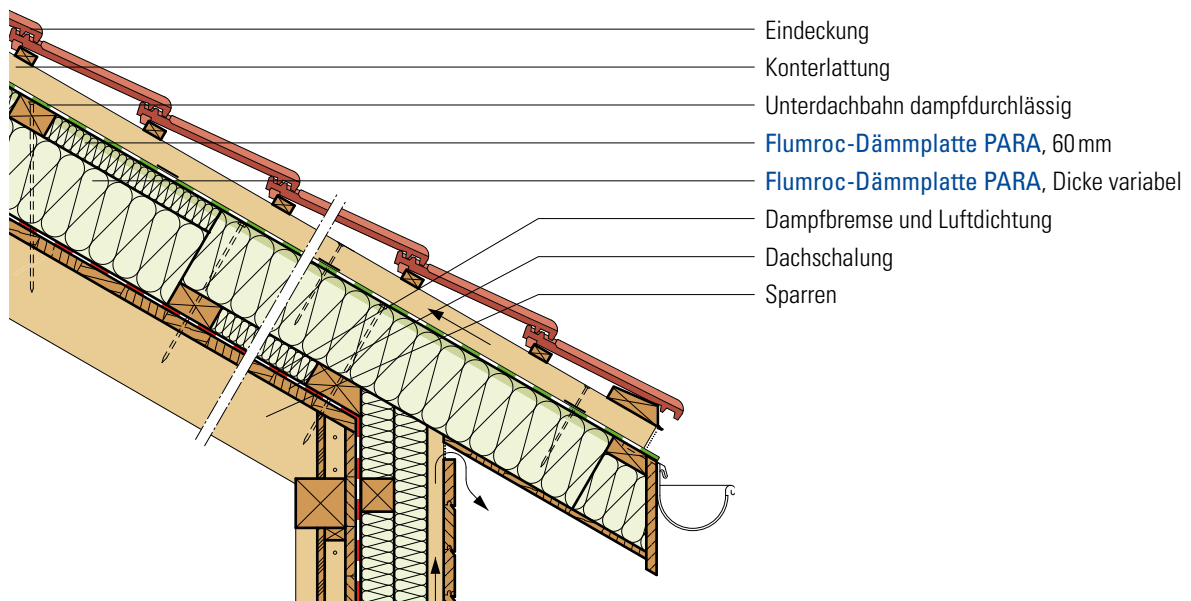 Eindeckung
Konterlattung
Unterdachbahn dampfdurchlässig
Flumroc-Dämmplatte PARA, 60 mm
Flumroc-Dämmplatte PARA, Dicke variabel
Dampfbremse und Luftdichtung
Dachschalung
Sparren